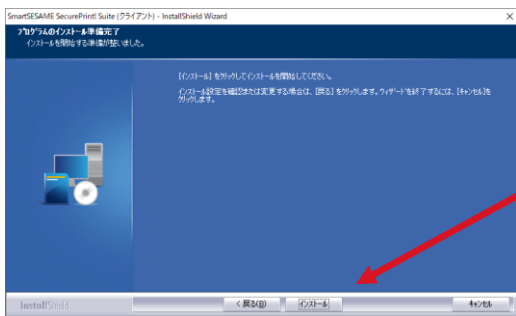 SmartSESAME SecurePrint! Suite (クライアント) - InstallShield Wizard
プログラムのインストール準備完了
インストールを開始する準備が整いました。
[インストール] をクリックしてインストールを開始してください。
インストール設定を確認または変更する場合は、[戻る] をクリックします。ウィザードを終了するには、[キャンセル]を
クリックします。
InstallShield
< 戻る(B)
インストール
キャンセル